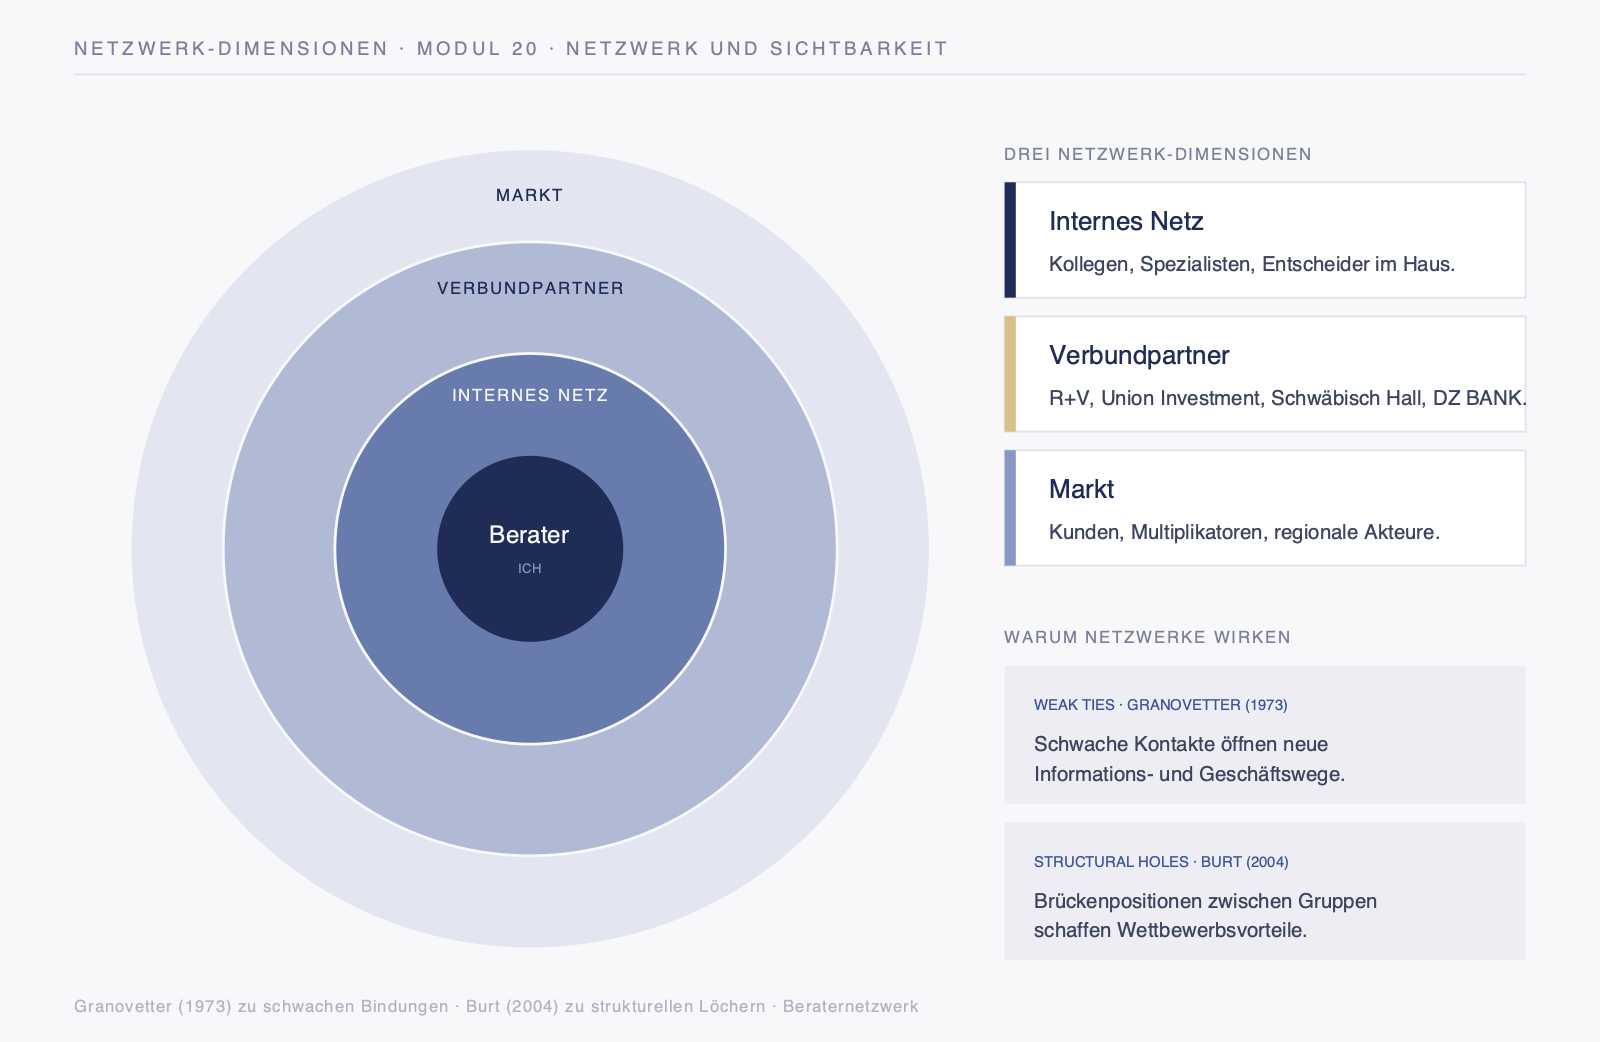 NETZWERK-DIMENSIONEN · MODUL 20 · NETZWERK UND SICHTBARKEIT
MARKT
VERBUNDPARTNER
INTERNES NETZ
Berater
ICH
DREI NETZWERK-DIMENSIONEN
Internes Netz
Kollegen, Spezialisten, Entscheider im Haus.
Verbundpartner
R+V, Union Investment, Schwäbisch Hall, DZ BANK.
Markt
Kunden, Multiplikatoren, regionale Akteure.
WARUM NETZWERKE WIRKEN
WEAK TIES · GRANOVETTER (1973)
Schwache Kontakte öffnen neue
Informations- und Geschäftswege.
STRUCTURAL HOLES · BURT (2004)
Brückenpositionen zwischen Gruppen
schaffen Wettbewerbsvorteile.
Granovetter (1973) zu schwachen Bindungen · Burt (2004) zu strukturellen Löchern · Beraternetzwerk